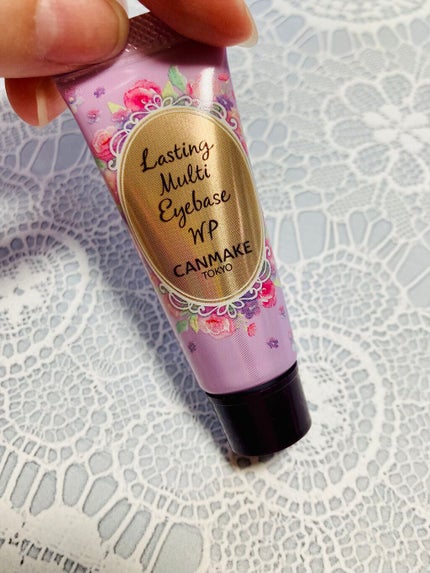 Lasting
Multi
Eyebase
WP
CANMAKE
TOKYO